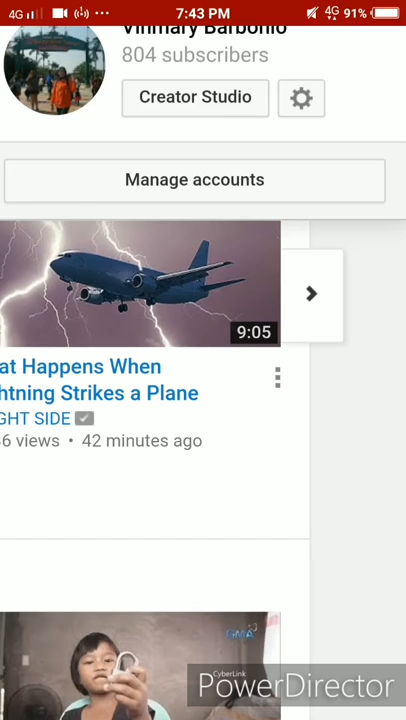 4G 7:43 PM 4G 91%
Vinmary Barbonio
804 subscribers
Creator Studio
Manage accounts
9:05
at Happens When
htning Strikes a Plane
GHT SIDE
6 views • 42 minutes ago
GMA
CyberLink
PowerDirector